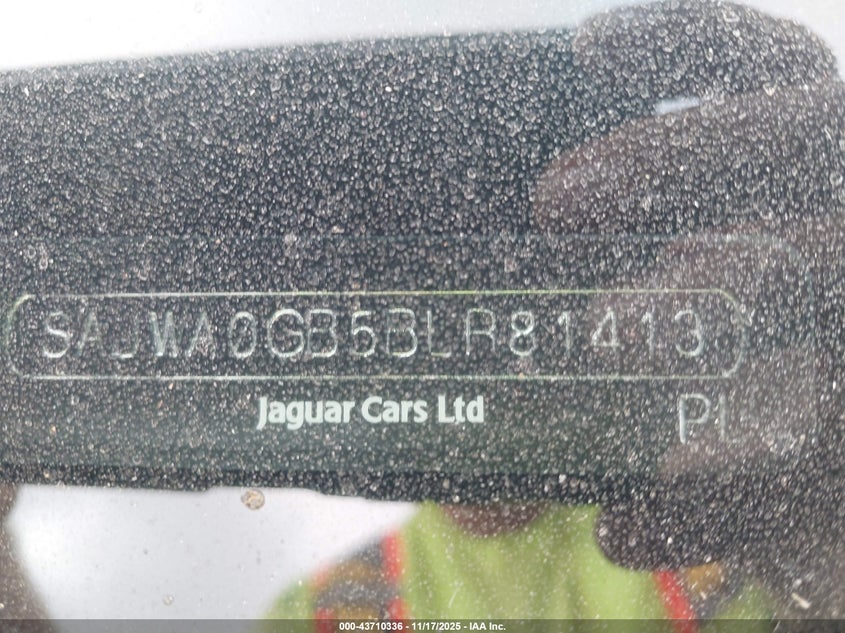 SAJWA0GB5BLR81413
Jaguar Cars Ltd
000-43710336 - 11/17/2025 - IAA Inc.